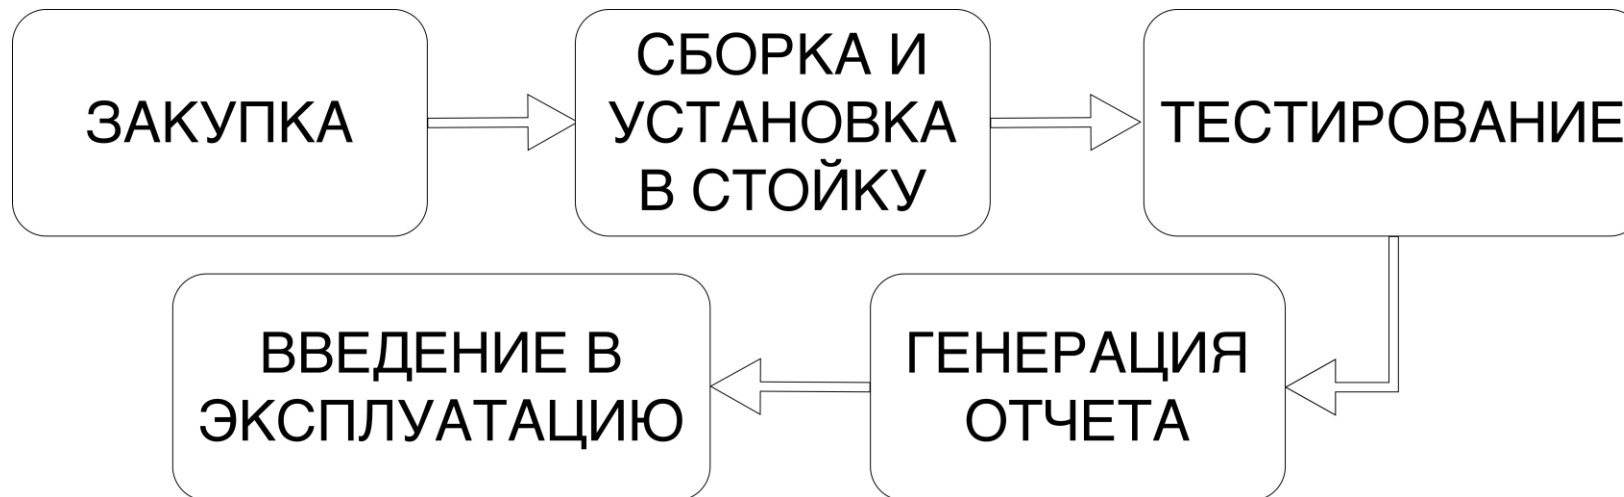 ЗАКУПКА
СБОРКА И
УСТАНОВКА
В СТОЙКУ
ТЕСТИРОВАНИЕ
ГЕНЕРАЦИЯ
ОТЧЕТА
ВВЕДЕНИЕ В
ЭКСПЛУАТАЦИЮ